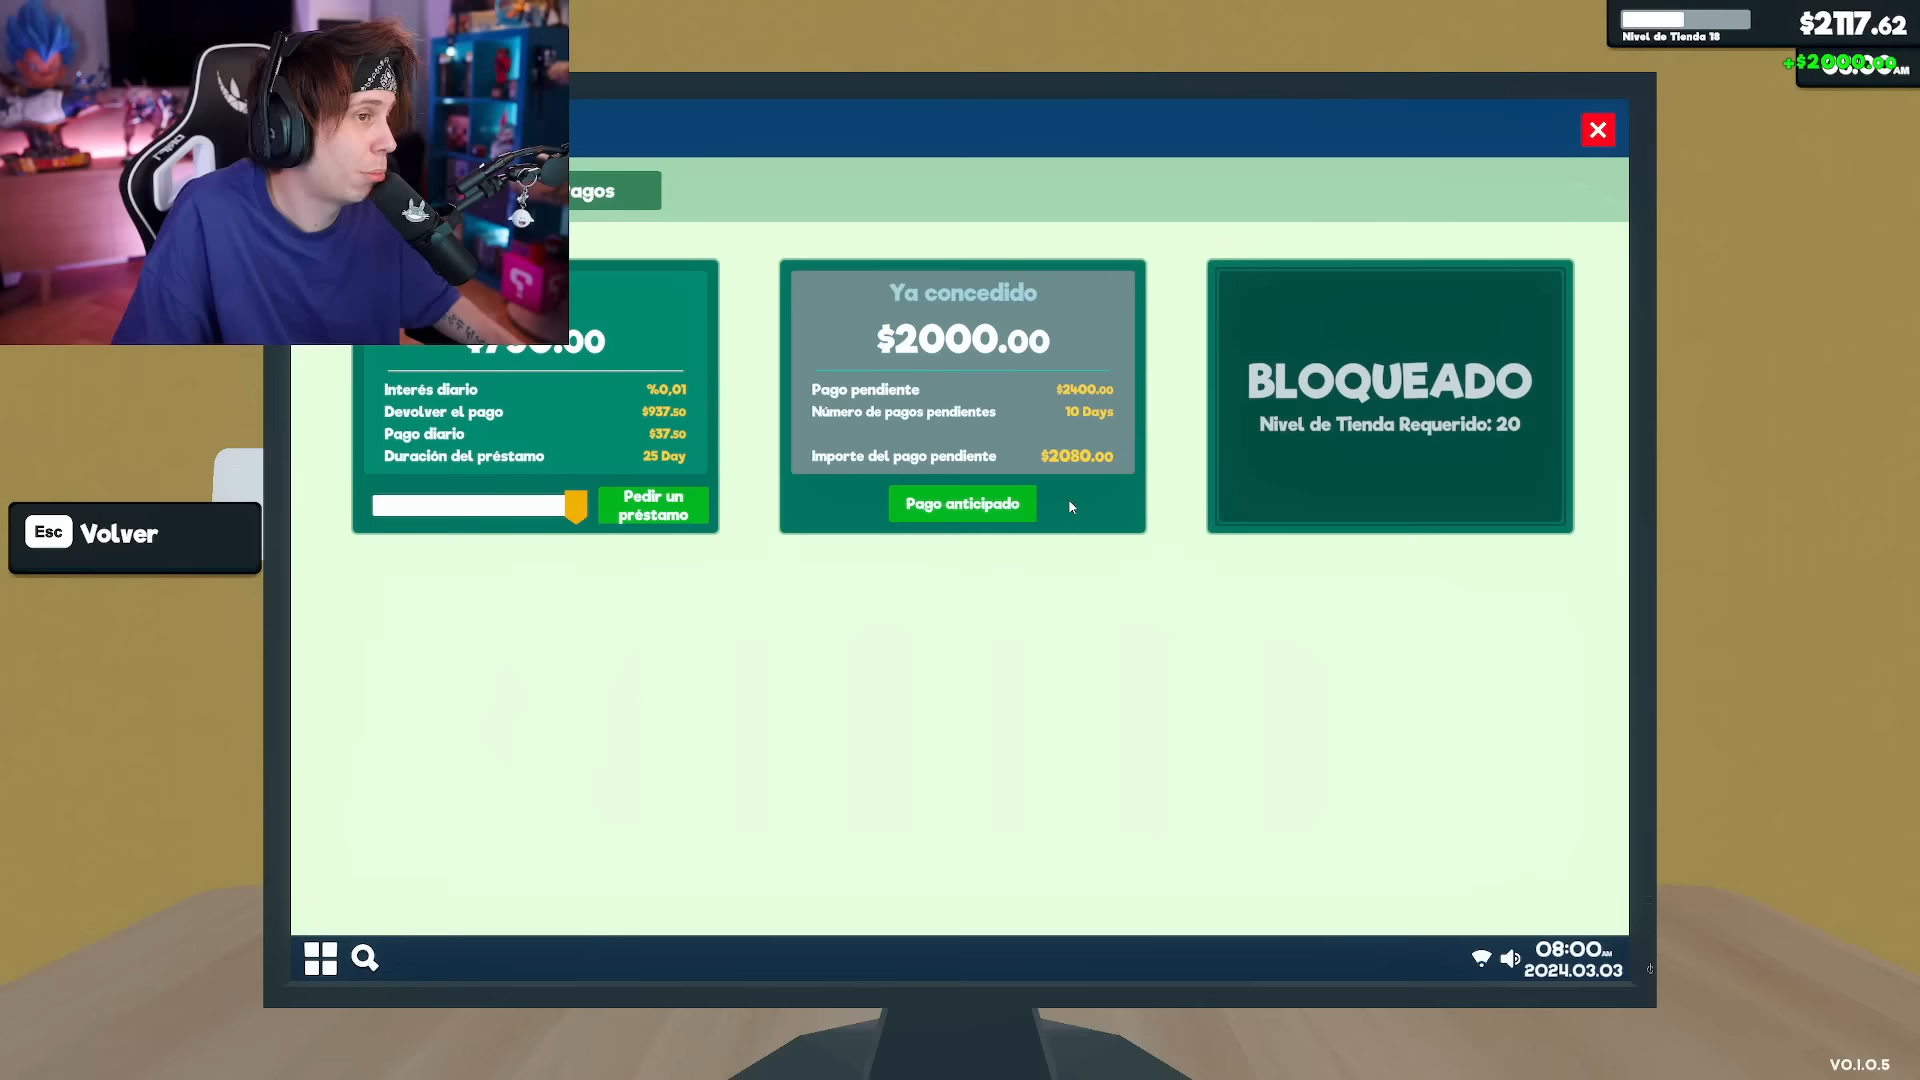 $2117.62
Nivel de Tienda 18
+$2000.00
AM
agos
Ya concedido
$2000.00
Pago pendiente $2400.00
Número de pagos pendientes 10 Days
Importe del pago pendiente $2080.00
Pago anticipado
.00
Interés diario %0,01
Devolver el pago $937.50
Pago diario $37.50
Duración del préstamo 25 Day
Pedir un
préstamo
BLOQUEADO
Nivel de Tienda Requerido: 20
Esc Volver
08:00AM
2024.03.03
V0.1.0.5